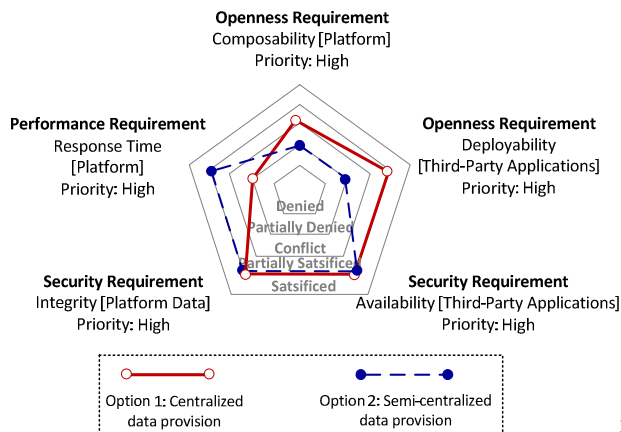 Openness Requirement
Composability [Platform]
Priority: High
Performance Requirement
Response Time
[Platform]
Priority: High
Openness Requirement
Deployability
[Third-Party Applications]
Priority: High
Denied
Partially Denied
Conflict
Partially Satsificed
Satsificed
Security Requirement
Integrity [Platform Data]
Priority: High
Security Requirement
Availability [Third-Party Applications]
Priority: High
Option 1: Centralized
data provision
Option 2: Semi-centralized
data provision